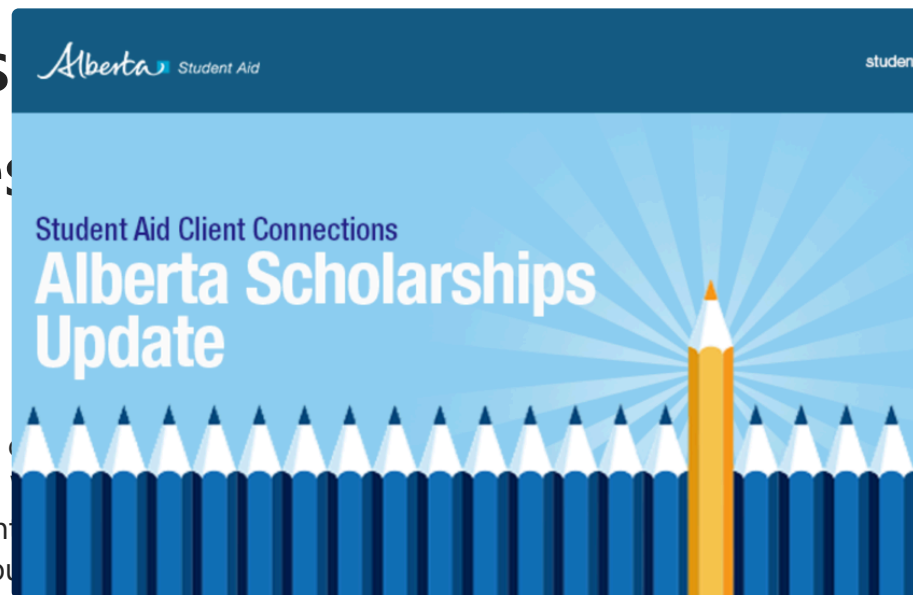 Alberta Student Aid
Student Aid Client Connections
Alberta Scholarships
Update